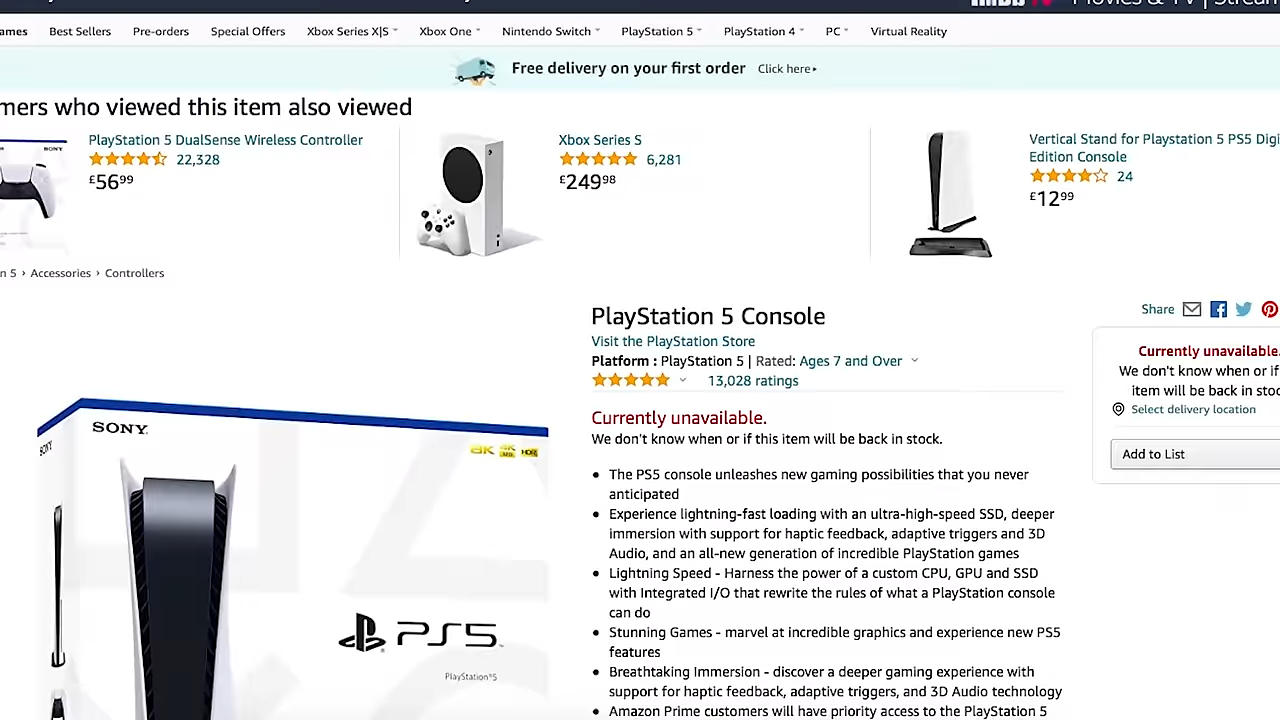 Movies & TV
ames Best Sellers Pre-orders Special Offers Xbox Series X|S Xbox One Nintendo Switch PlayStation 5 PlayStation 4 PC Virtual Reality
Free delivery on your first order Click here
mers who viewed this item also viewed
PlayStation 5 DualSense Wireless Controller
22,328
£56 99
Xbox Series S
6,281
£249 98
Vertical Stand for Playstation 5 PS5 Digi
Edition Console
24
£12 99
SONY
n 5 › Accessories › Controllers
PlayStation 5 Console
Visit the PlayStation Store
Platform : PlayStation 5 | Rated: Ages 7 and Over
13,028 ratings
Currently unavailable.
We don't know when or if this item will be back in stock.
• The PS5 console unleashes new gaming possibilities that you never
anticipated
• Experience lightning-fast loading with an ultra-high-speed SSD, deeper
immersion with support for haptic feedback, adaptive triggers and 3D
Audio, and an all-new generation of incredible PlayStation games
• Lightning Speed - Harness the power of a custom CPU, GPU and SSD
with Integrated I/O that rewrite the rules of what a PlayStation console
can do
• Stunning Games - marvel at incredible graphics and experience new PS5
features
• Breathtaking Immersion - discover a deeper gaming experience with
support for haptic feedback, adaptive triggers, and 3D Audio technology
• Amazon Prime customers will have priority access to the PlayStation 5
Share
Currently unavailable.
We don't know when or if
item will be back in stoc
Select delivery location
Add to List
SONY
SONY
8K 4K HDR
PS5
PlayStation®5